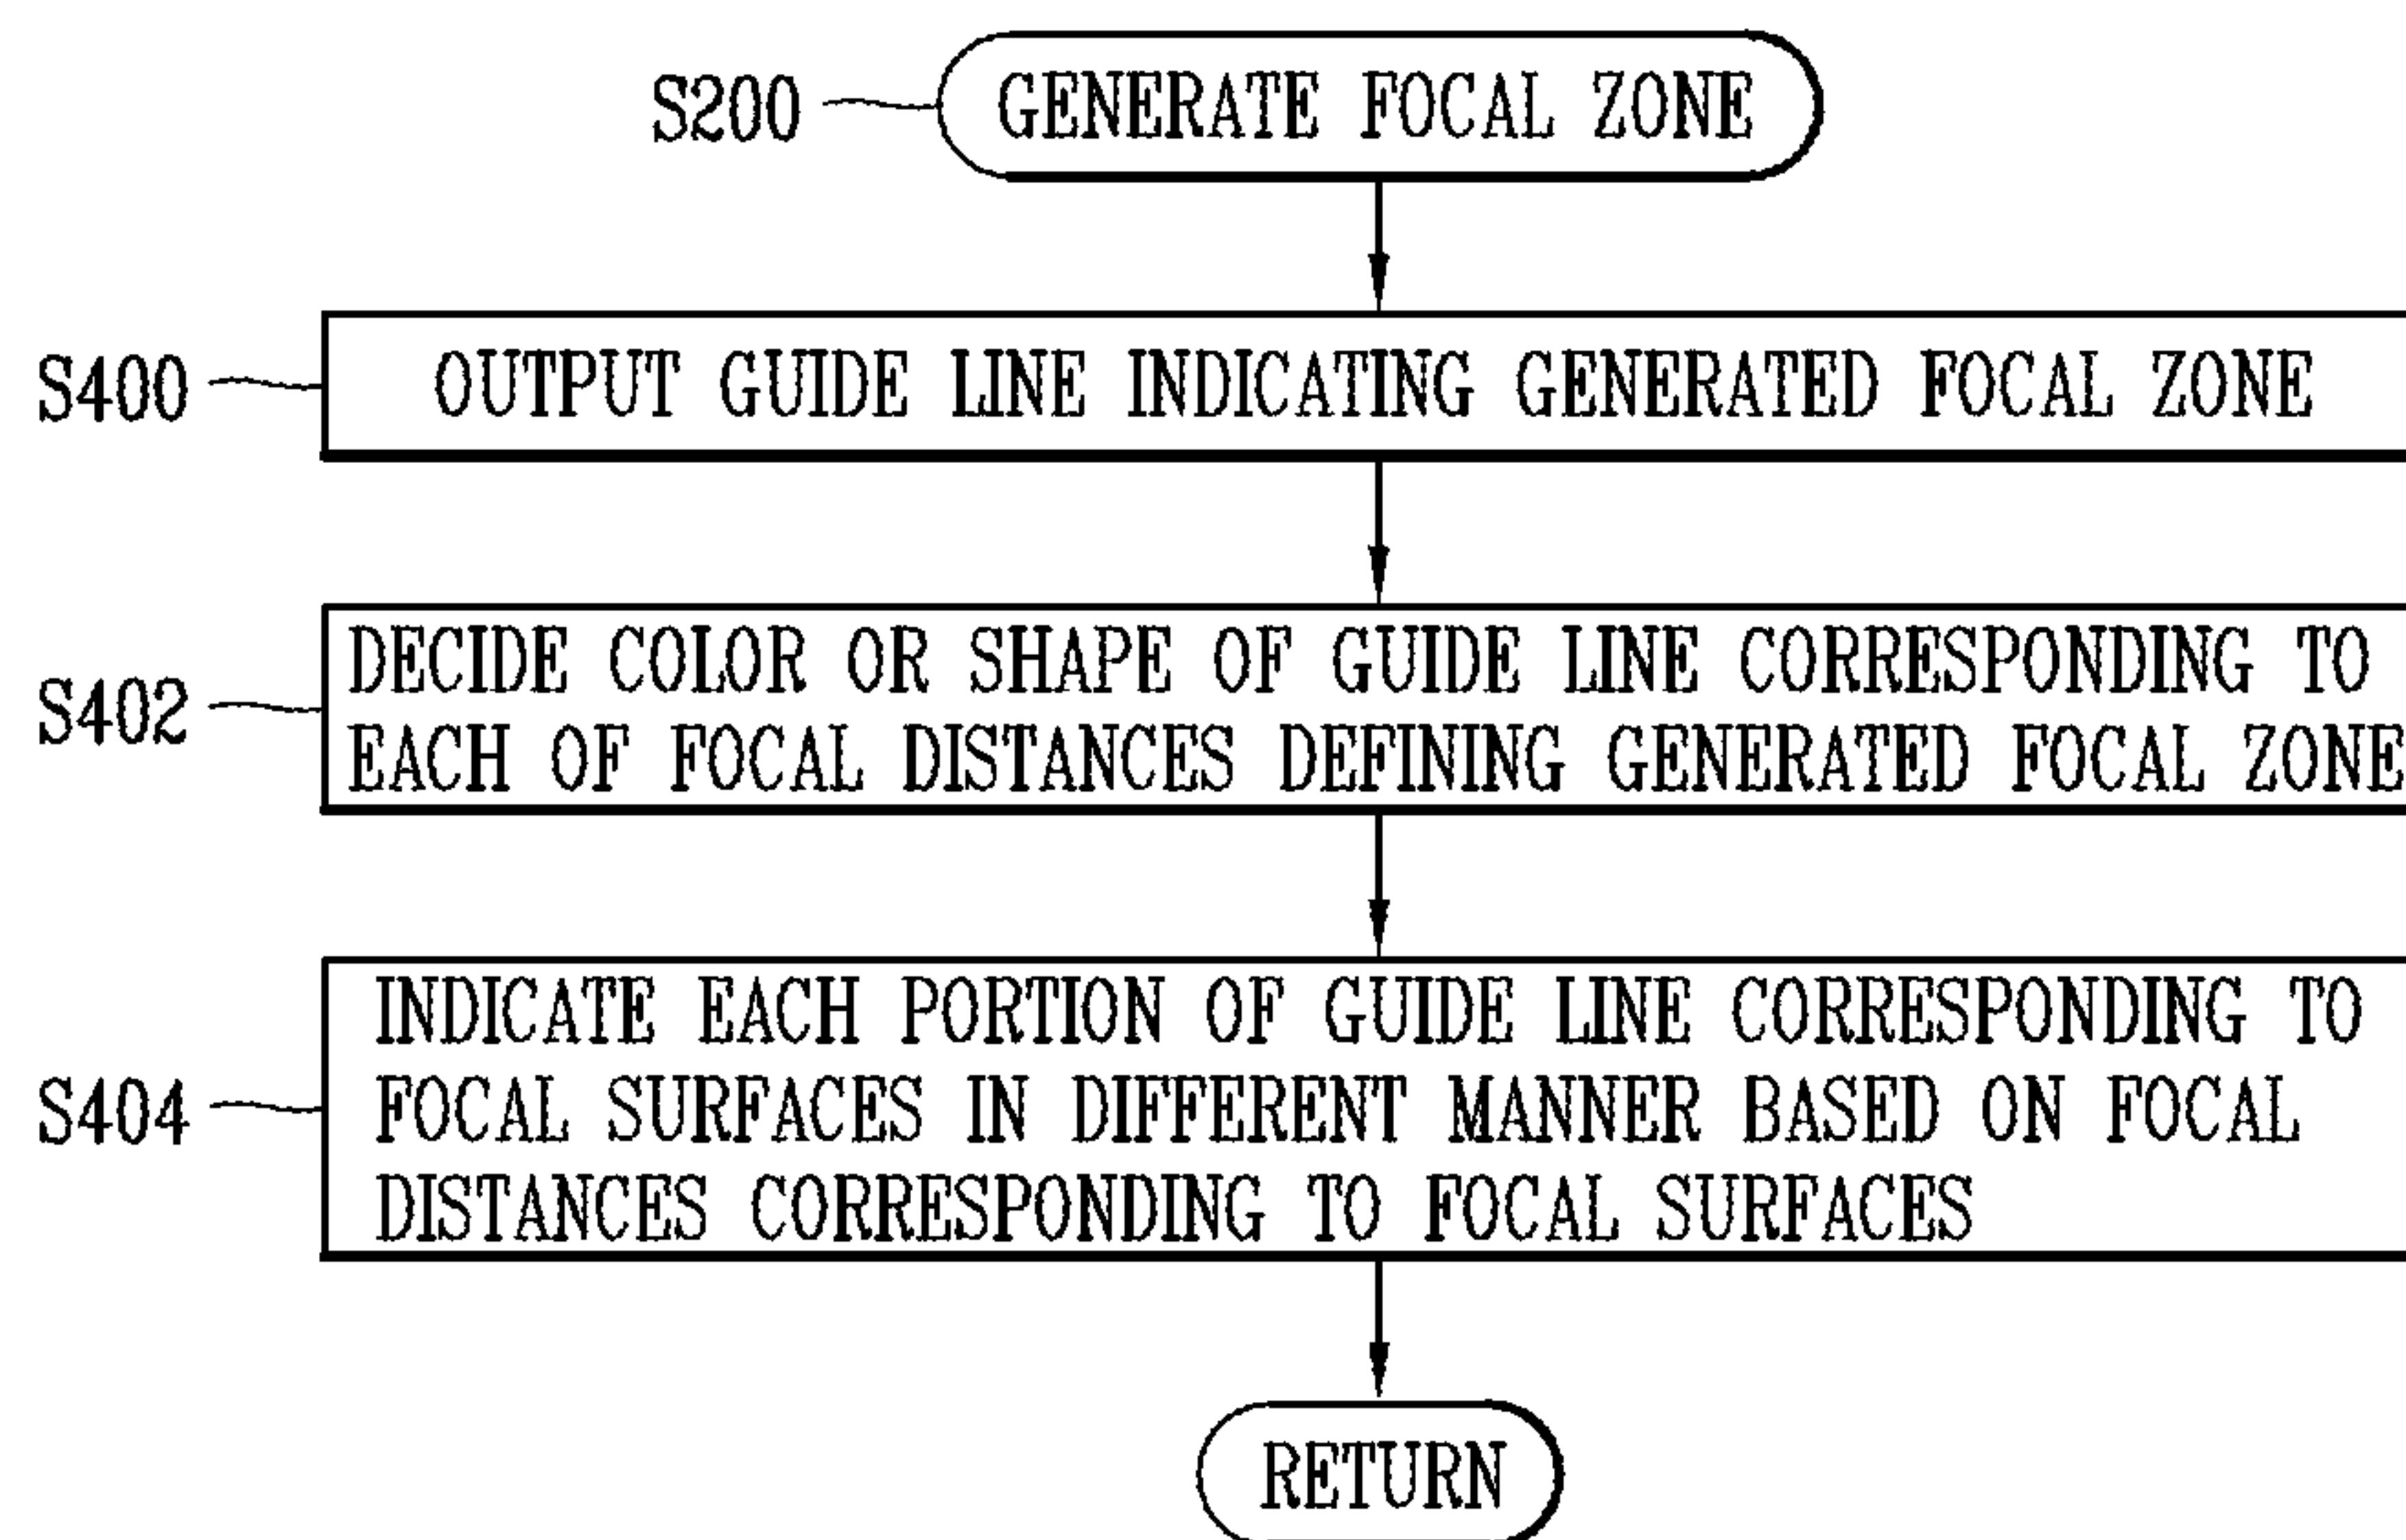 S200 GENERATE FOCAL ZONE
S400 OUTPUT GUIDE LINE INDICATING GENERATED FOCAL ZONE
DECIDE COLOR OR SHAPE OF GUIDE LINE CORRESPONDING TO
S402
EACH OF FOCAL DISTANCES DEFINING GENERATED FOCAL ZONE
INDICATE EACH PORTION OF GUIDE LINE CORRESPONDING TO
S404 FOCAL SURFACES IN DIFFERENT MANNER BASED ON FOCAL
DISTANCES CORRESPONDING TO FOCAL SURFACES
RETURN